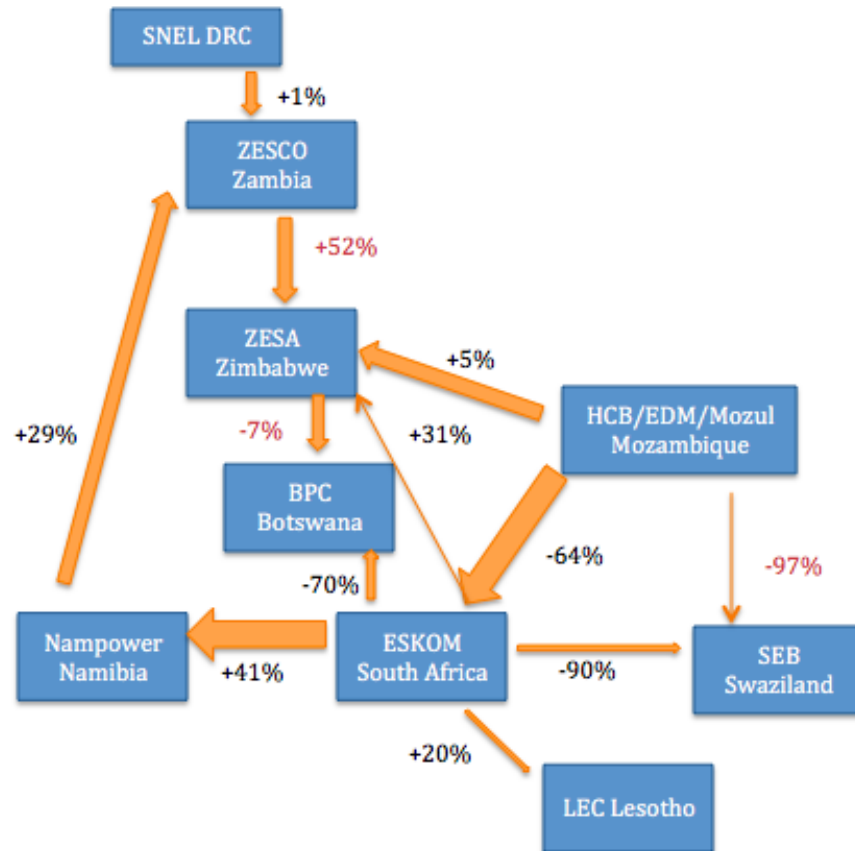 SNEL DRC
+1%
ZESCO
Zambia
+52%
ZESA
Zimbabwe
+5%
+29%
-7%
+31%
HCB/EDM/Mozul
Mozambique
BPC
Botswana
-64%
-70%
-97%
Nampower
Namibia
+41%
ESKOM
South Africa
-90%
SEB
Swaziland
+20%
LEC Lesotho